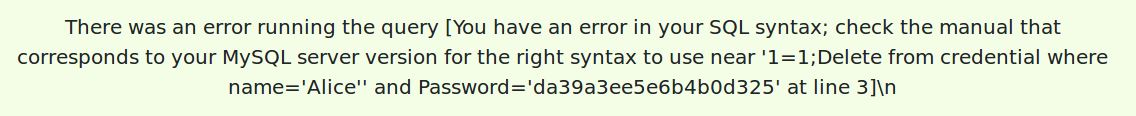 There was an error running the query [You have an error in your SQL syntax; check the manual that
corresponds to your MySQL server version for the right syntax to use near '1=1;Delete from credential where
name='Alice'' and Password='da39a3ee5e6b4b0d325' at line 3]\n